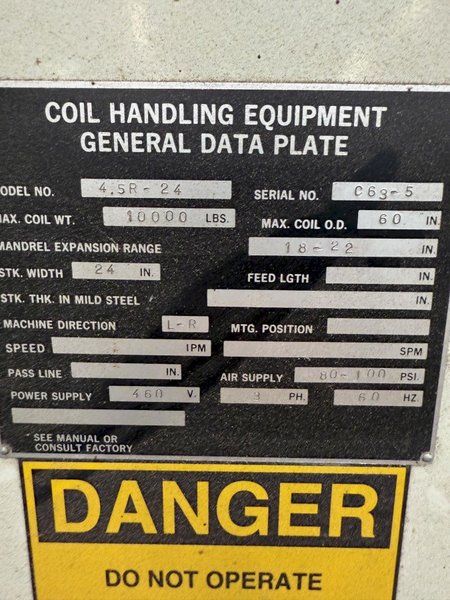 COIL HANDLING EQUIPMENT
GENERAL DATA PLATE
ODEL NO. 4.5R-24 SERIAL NO. C63-5
AX. COIL WT. 10000 LBS. MAX. COIL O.D. 60 IN
MANDREL EXPANSION RANGE 18-22 IN
STK. WIDTH 24 IN. FEED LGTH IN.
STK. THK. IN MILD STEEL IN.
MACHINE DIRECTION L-R MTG. POSITION
SPEED IPM SPM
PASS LINE IN. AIR SUPPLY 80-100 PSI.
POWER SUPPLY 460 V. 3 PH. 60 HZ.
SEE MANUAL OR
CONSULT FACTORY
DANGER
DO NOT OPERATE